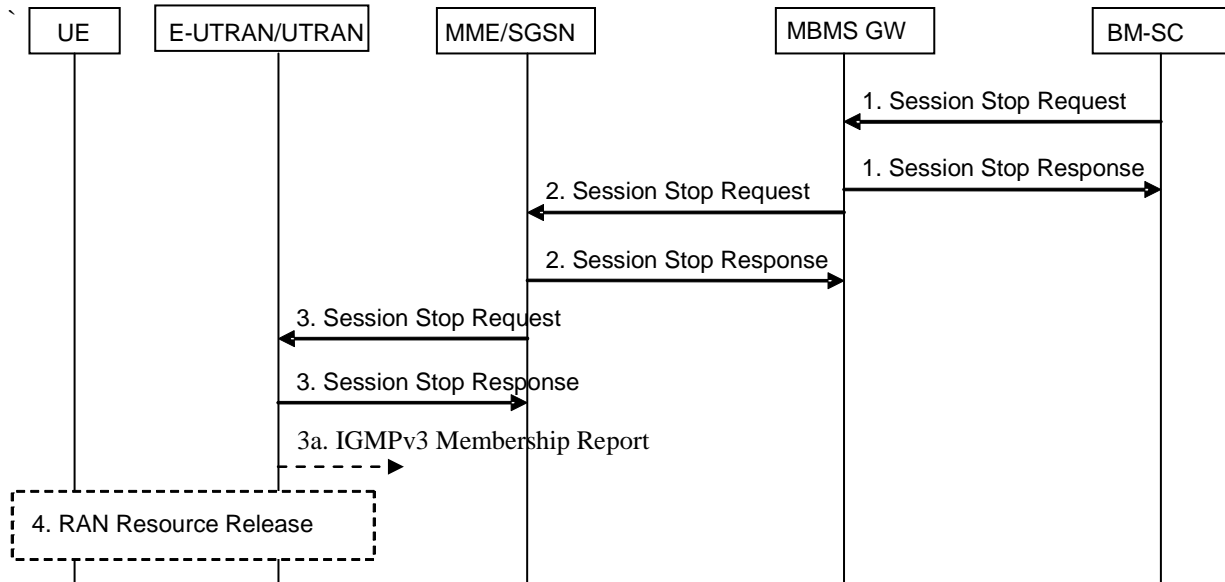 `
UE
E-UTRAN/UTRAN
MME/SGSN
MBMS GW
BM-SC
1. Session Stop Request
1. Session Stop Response
2. Session Stop Request
2. Session Stop Response
3. Session Stop Request
3. Session Stop Response
3a. IGMPv3 Membership Report
4. RAN Resource Release